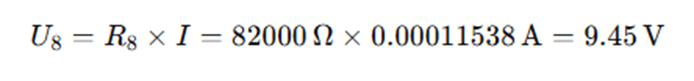 U₈ = R₈ × I = 82000 Ω × 0.00011538 A = 9.45 V